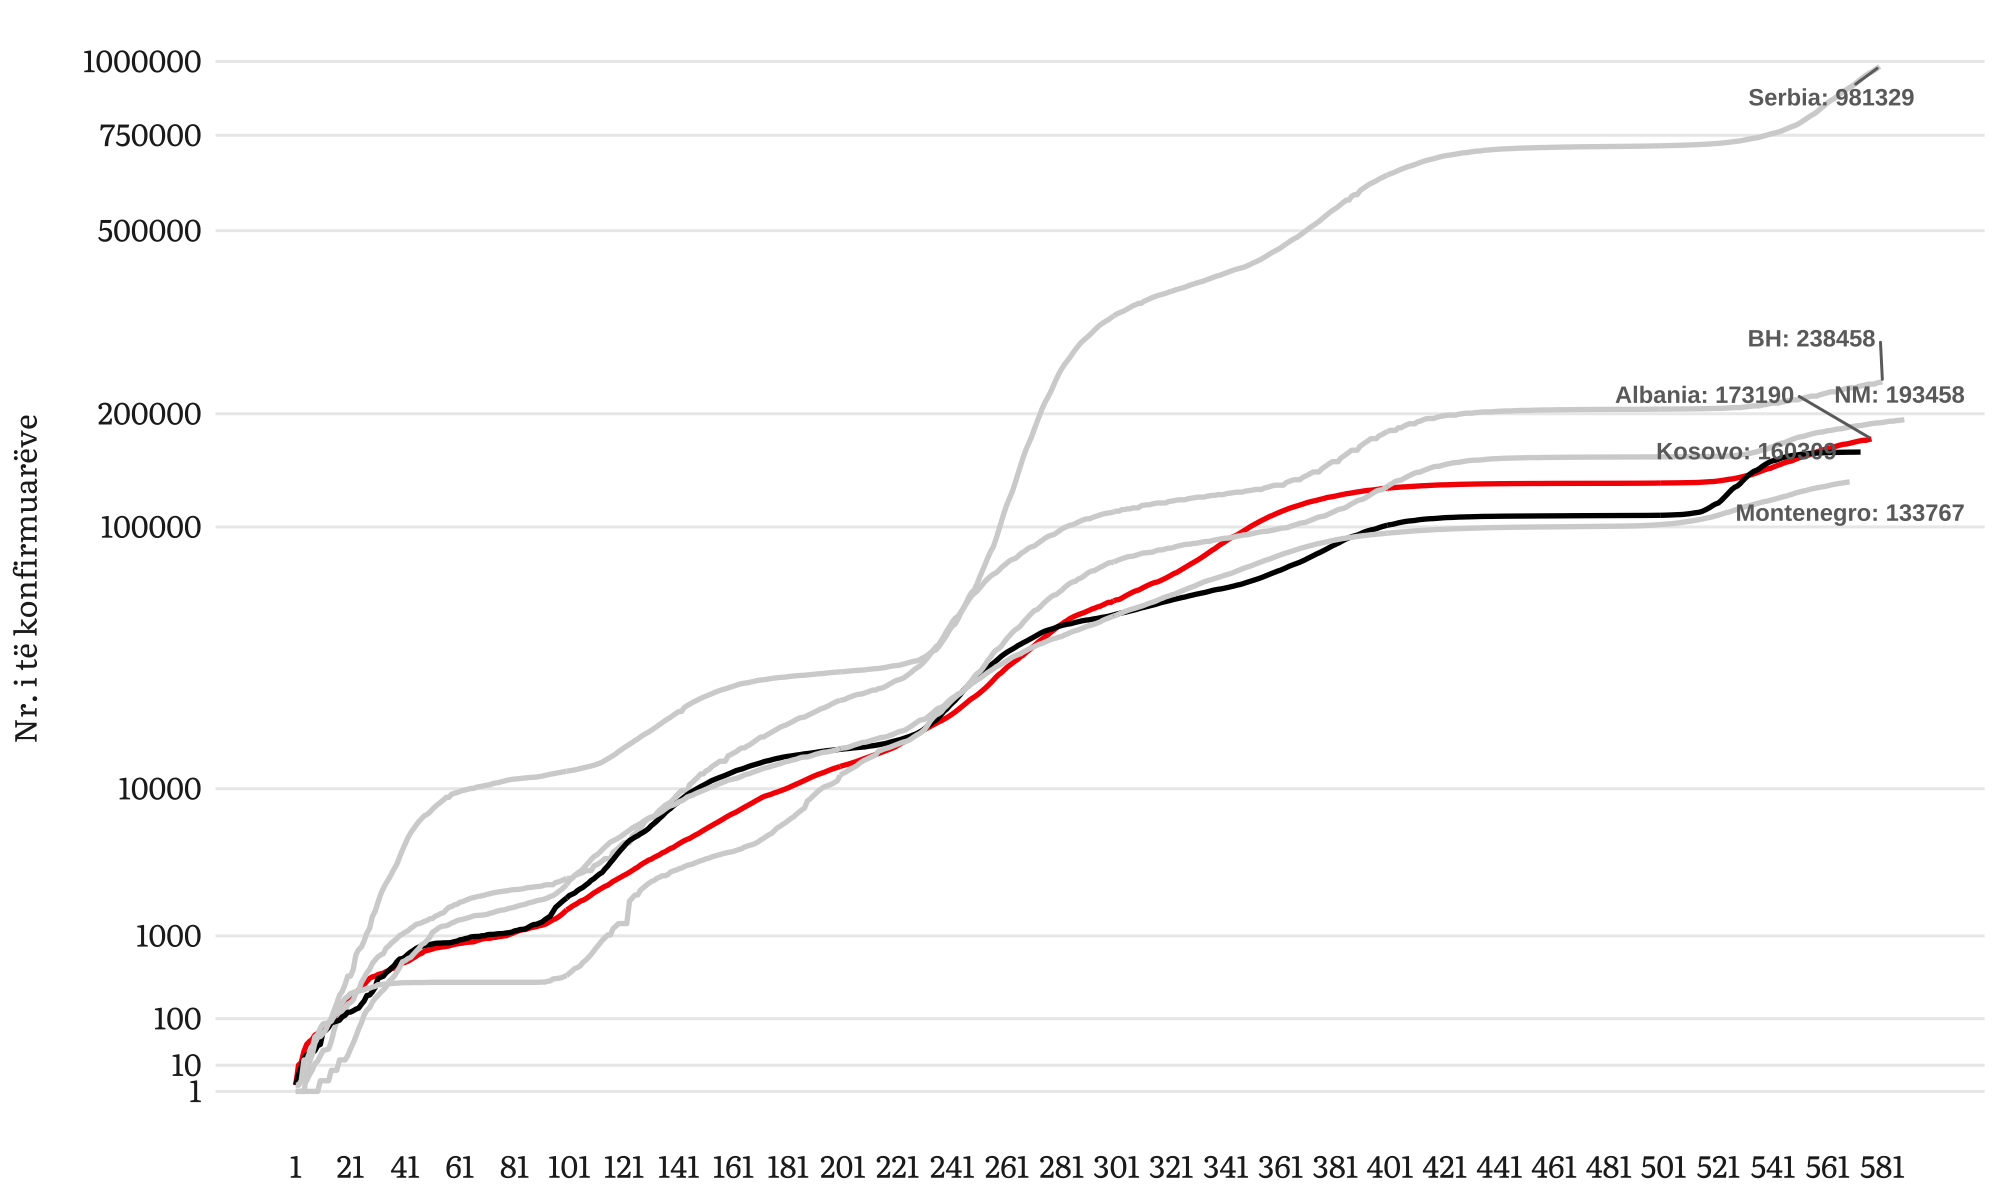 1000000
750000
500000
200000
100000
10000
1000
100
10
1
Nr. i të konfirmuarëve
Serbia: 981329
BH: 238458
Albania: 173190
NM: 193458
Kosovo: 160309
Montenegro: 133767
1 21 41 61 81 101 121 141 161 181 201 221 241 261 281 301 321 341 361 381 401 421 441 461 481 501 521 541 561 581